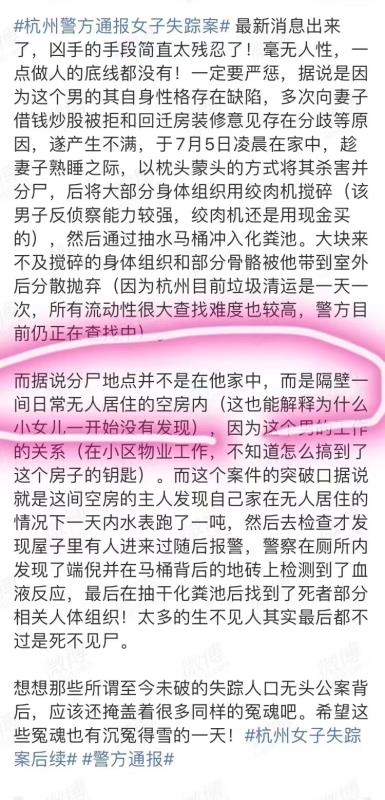 #杭州警方通报女子失踪案# 最新消息出来
了，凶手的手段简直太残忍了！毫无人性，一
点做人的底线都没有！一定要严惩，据说是因
为这个男的其自身性格存在缺陷，多次向妻子
借钱炒股被拒和回迁房装修意见存在分歧等原
因，遂产生不满，于7月5日凌晨在家中，趁
妻子熟睡之际，以枕头蒙头的方式将其杀害并
分尸，后将大部分身体组织用绞肉机搅碎（该
男子反侦察能力较强，绞肉机还是用现金买
的），然后通过抽水马桶冲入化粪池。大块来
不及搅碎的身体组织和部分骨骼被他带到室外
后分散抛弃（因为杭州目前垃圾清运是一天一
次，所有流动性很大查找难度也较高，警方目
前仍正在查找中）。
而据说分尸地点并不是在他家中，而是隔壁一
间日常无人居住的空房内（这也能解释为什么
小女儿一开始没有发现），因为这个男的工作
的关系（在小区物业工作，不知道怎么搞到了
这个房子的钥匙）。而这个案件的突破口据说
就是这间空房的主人发现自己家在无人居住的
情况下一天内水表跑了一吨，然后去检查才发
现屋子里有人进来过随后报警，警察在厕所内
发现了端倪并在马桶背后的地砖上检测到了血
液反应，最后在抽干化粪池后找到了死者部分
相关人体组织！太多的生不见人其实最后都不
过是死不见尸。
想想那些所谓至今未破的失踪人口无头公案背
后，应该还掩盖着很多同样的冤魂吧。希望这
些冤魂也有沉冤得雪的一天！#杭州女子失踪
案后续# #警方通报#